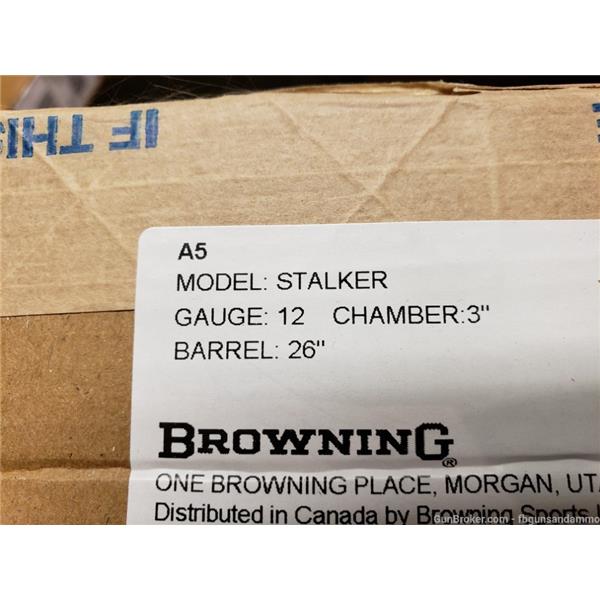 IF THIS
A5
MODEL: STALKER
GAUGE: 12 CHAMBER:3"
BARREL: 26"
BROWNING®
ONE BROWNING PLACE, MORGAN, UT
Distributed in Canada by Browning Sports
GunBroker.com - fbgunsandammo